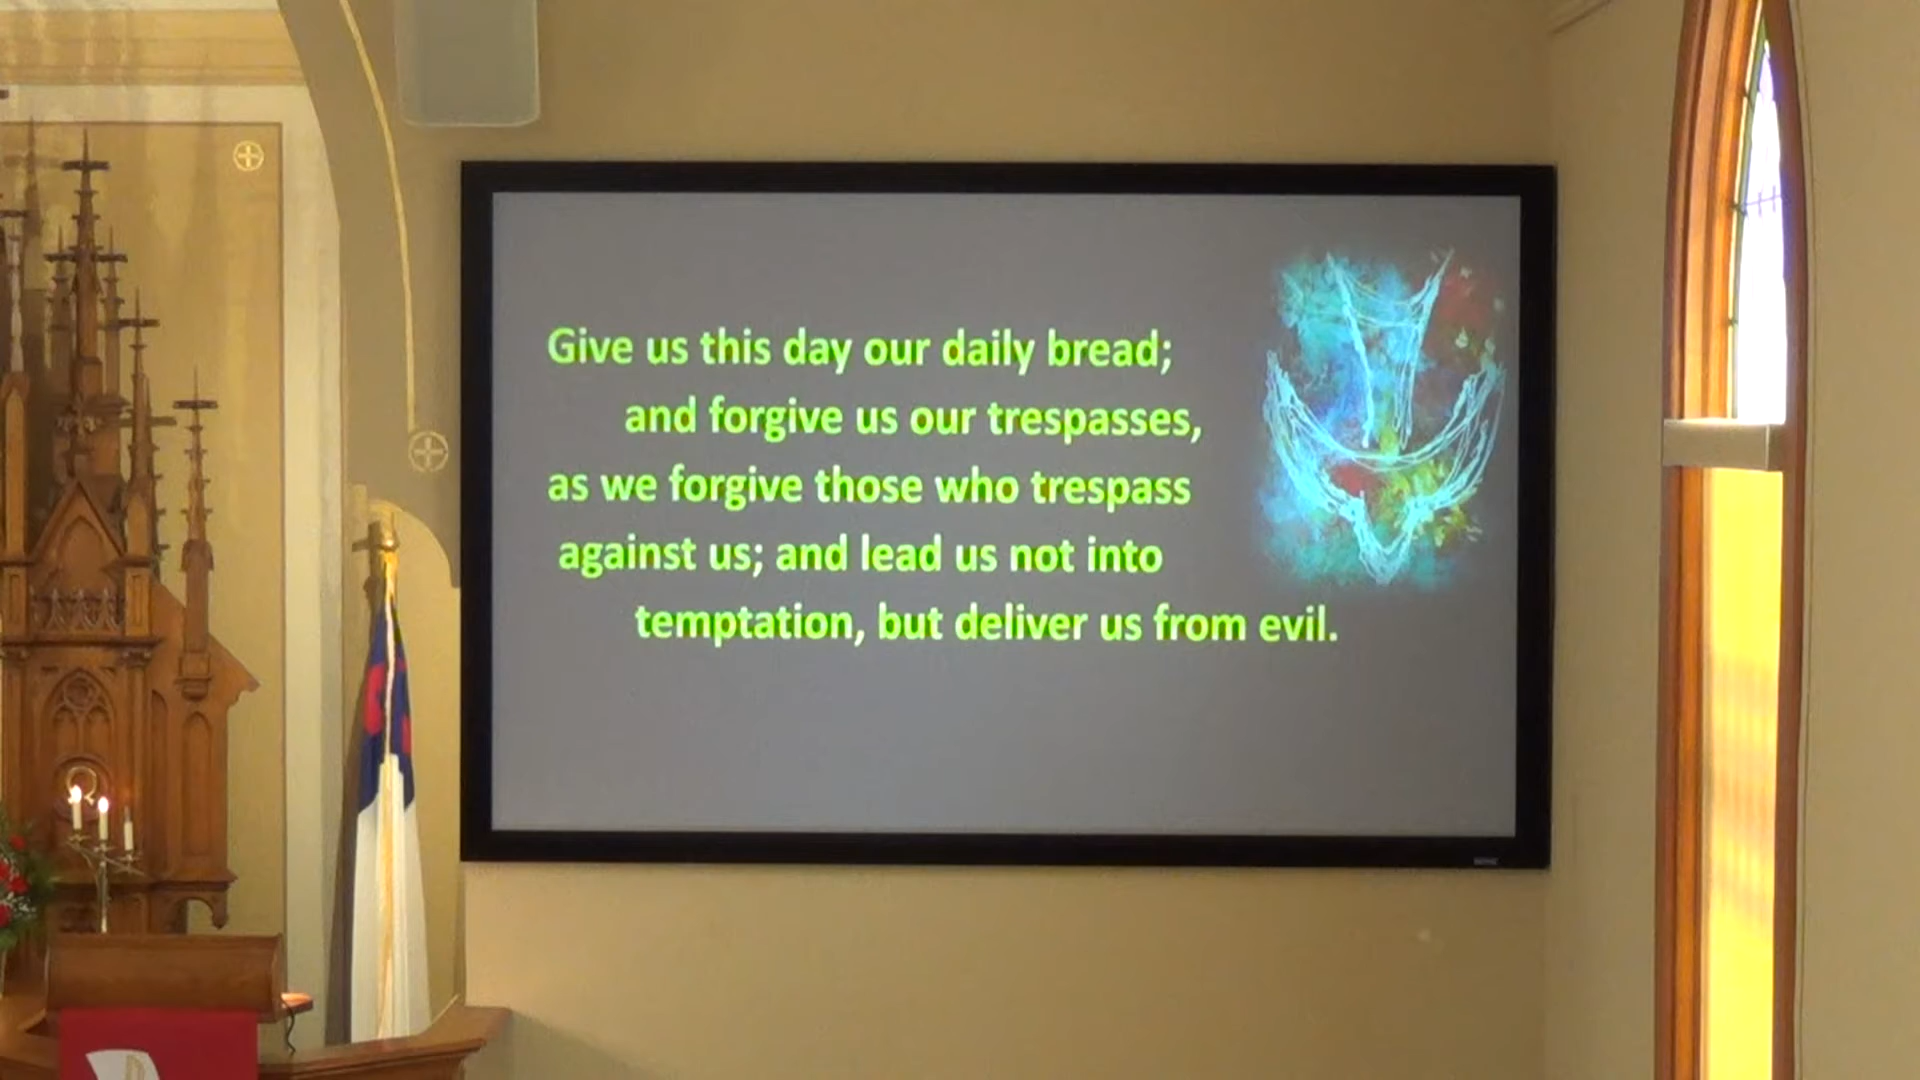 Give us this day our daily bread;
and forgive us our trespasses,
as we forgive those who trespass
against us; and lead us not into
temptation, but deliver us from evil.